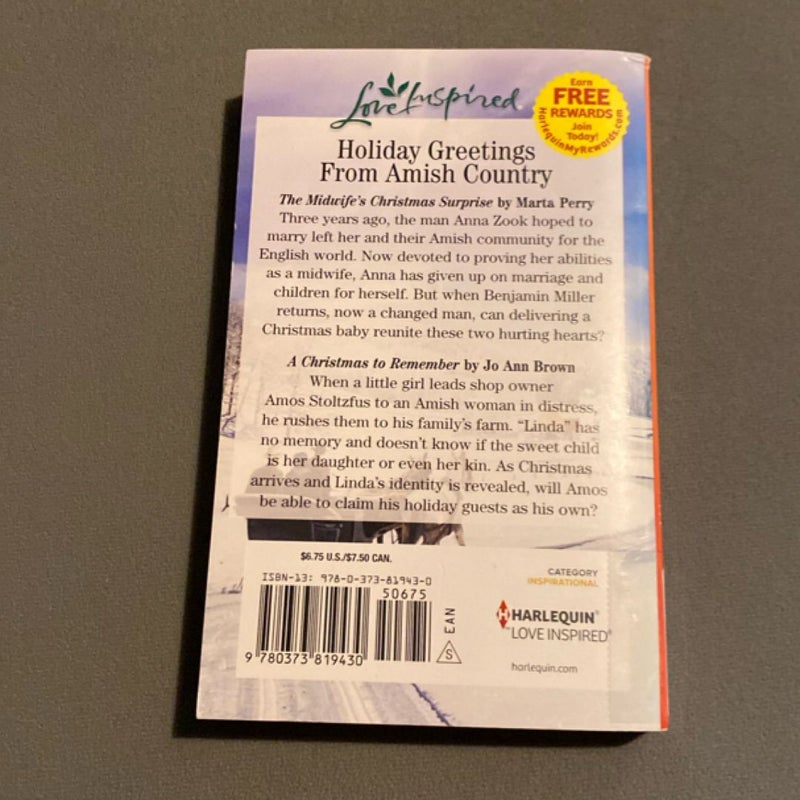 Love Inspired
Earn
FREE
REWARDS
Join
Today!
HarlequinMyRewards.com
Holiday Greetings
From Amish Country
The Midwife's Christmas Surprise by Marta Perry
Three years ago, the man Anna Zook hoped to
marry left her and their Amish community for the
English world. Now devoted to proving her abilities
as a midwife, Anna has given up on marriage and
children for herself. But when Benjamin Miller
returns, now a changed man, can delivering a
Christmas baby reunite these two hurting hearts?
A Christmas to Remember by Jo Ann Brown
When a little girl leads shop owner
Amos Stoltzfus to an Amish woman in distress,
he rushes them to his family's farm. “Linda” has
no memory and doesn't know if the sweet child
is her daughter or even her kin. As Christmas
arrives and Linda's identity is revealed, will Amos
be able to claim his holiday guests as his own?
$6.75 U.S./$7.50 CAN.
ISBN-13: 978-0-373-81943-0
50675
9 780373 819430
EAN
S
CATEGORY
INSPIRATIONAL
HARLEQUIN®
LOVE INSPIRED®
harlequin.com